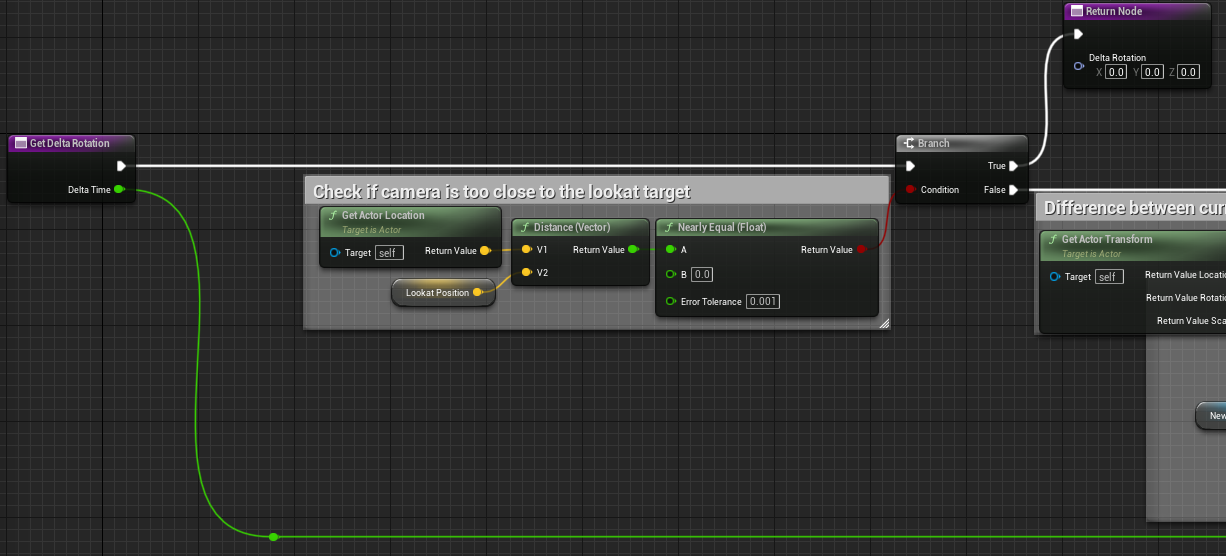 Return Node
Delta Rotation
X 0.0 Y 0.0 Z 0.0
Get Delta Rotation
Delta Time
Branch
True
Condition
False
Check if camera is too close to the lookat target
Get Actor Location
Target is Actor
Target self
Return Value
Lookat Position
Distance (Vector)
V1
Return Value
V2
Nearly Equal (Float)
A
Return Value
B 0.0
Error Tolerance 0.001
Difference between cur
Get Actor Transform
Target is Actor
Target self
Return Value Locatio
Return Value Rotatio
Return Value Sca
New